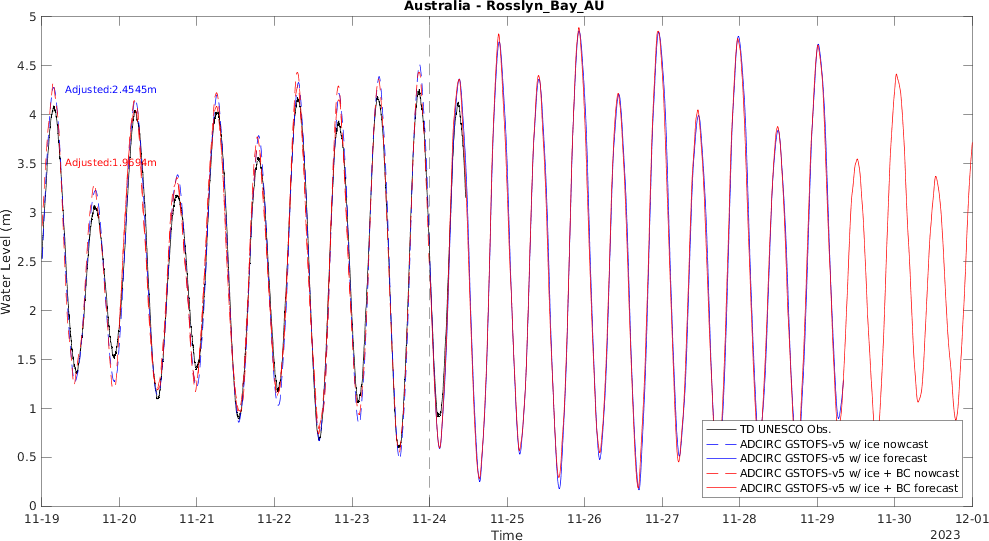 Australia - Rosslyn_Bay_AU
5
4.5
4
3.5
3
2.5
2
1.5
1
0.5
0
Water Level (m)
Adjusted:2.4545m
Adjusted:1.9594m
TD UNESCO Obs.
ADCIRC GSTOFS-v5 w/ ice nowcast
ADCIRC GSTOFS-v5 w/ ice forecast
ADCIRC GSTOFS-v5 w/ ice + BC nowcast
ADCIRC GSTOFS-v5 w/ ice + BC forecast
11-19 11-20 11-21 11-22 11-23 11-24 11-25 11-26 11-27 11-28 11-29 11-30 12-01
Time
2023